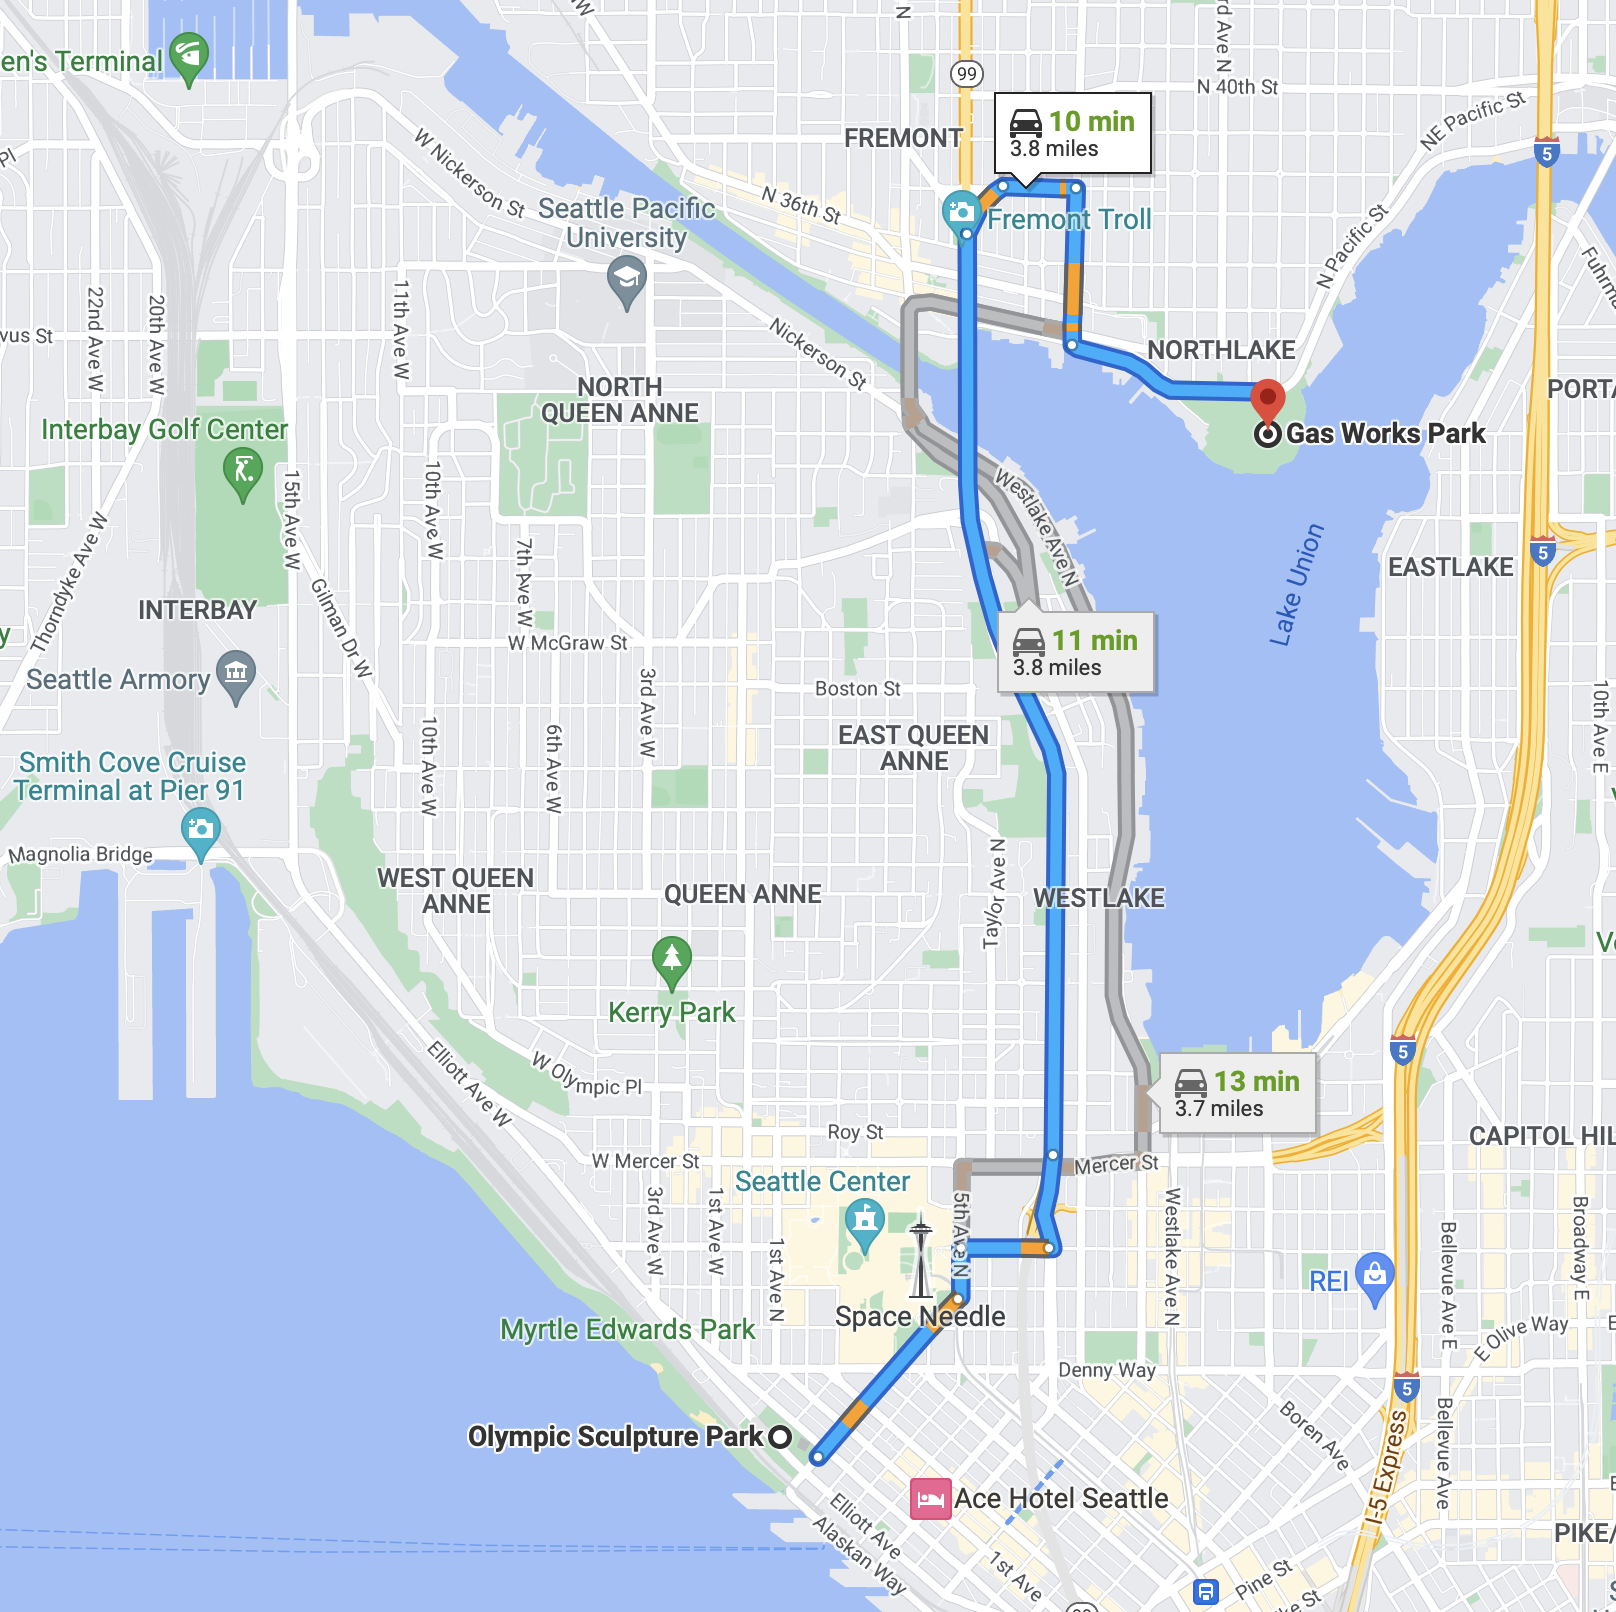 en's Terminal
99
N 40th St
rd Ave N
N
NE Pacific St
5
10 min
3.8 miles
FREMONT
W Nickerson St
N 36th St
Seattle Pacific
University
Fremont Troll
N Pacific St
Fuhrma
22nd Ave W
20th Ave W
11th Ave W
vus St
Nickerson St
NORTHLAKE
NORTH
QUEEN ANNE
PORTA
Interbay Golf Center
Gas Works Park
15th Ave W
10th Ave W
Westlake Ave N
Thorndyke Ave W
7th Ave W
Lake Union
5
EASTLAKE
INTERBAY
Gilman Dr W
W McGraw St
11 min
3.8 miles
y
Seattle Armory
3rd Ave W
Boston St
10th Ave E
10th Ave W
6th Ave W
EAST QUEEN
ANNE
Smith Cove Cruise
Terminal at Pier 91
Magnolia Bridge
WEST QUEEN
ANNE
QUEEN ANNE
Taylor Ave N
WESTLAKE
Kerry Park
5
Elliott Ave W
W Olympic Pl
13 min
3.7 miles
Roy St
CAPITOL HIL
W Mercer St
Mercer St
Seattle Center
3rd Ave W
1st Ave W
1st Ave N
5th Ave N
Westlake Ave N
Bellevue Ave E
Broadway E
REI
Space Needle
Myrtle Edwards Park
E Olive Way
E
Denny Way
5
Olympic Sculpture Park
Boren Ave
Bellevue Ave
I-5 Express
Ace Hotel Seattle
Elliott Ave
Alaskan Way
1st Ave
Pine St
ke St
PIKE/
99